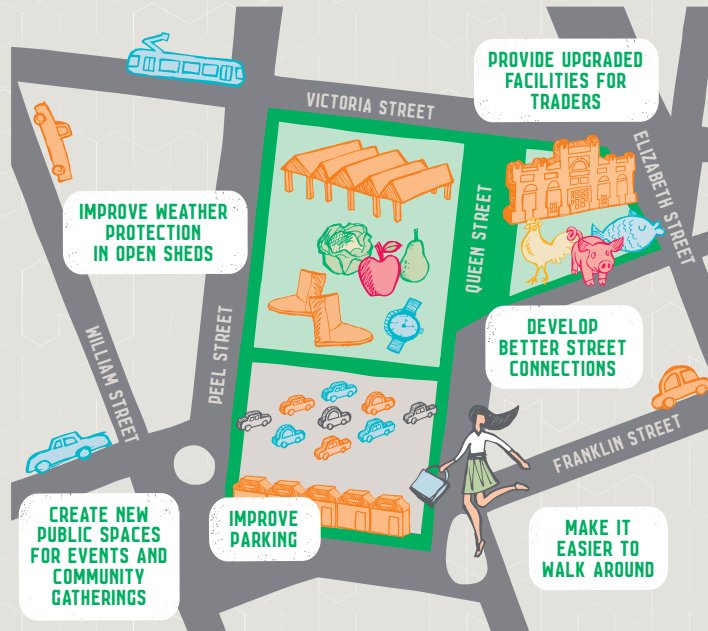 PROVIDE UPGRADED
FACILITIES FOR
TRADERS
VICTORIA STREET
ELIZABETH STREET
QUEEN STREET
IMPROVE WEATHER
PROTECTION
IN OPEN SHEDS
PEEL STREET
WILLIAM STREET
DEVELOP
BETTER STREET
CONNECTIONS
FRANKLIN STREET
CREATE NEW
PUBLIC SPACES
FOR EVENTS AND
COMMUNITY
GATHERINGS
IMPROVE
PARKING
MAKE IT
EASIER TO
WALK AROUND